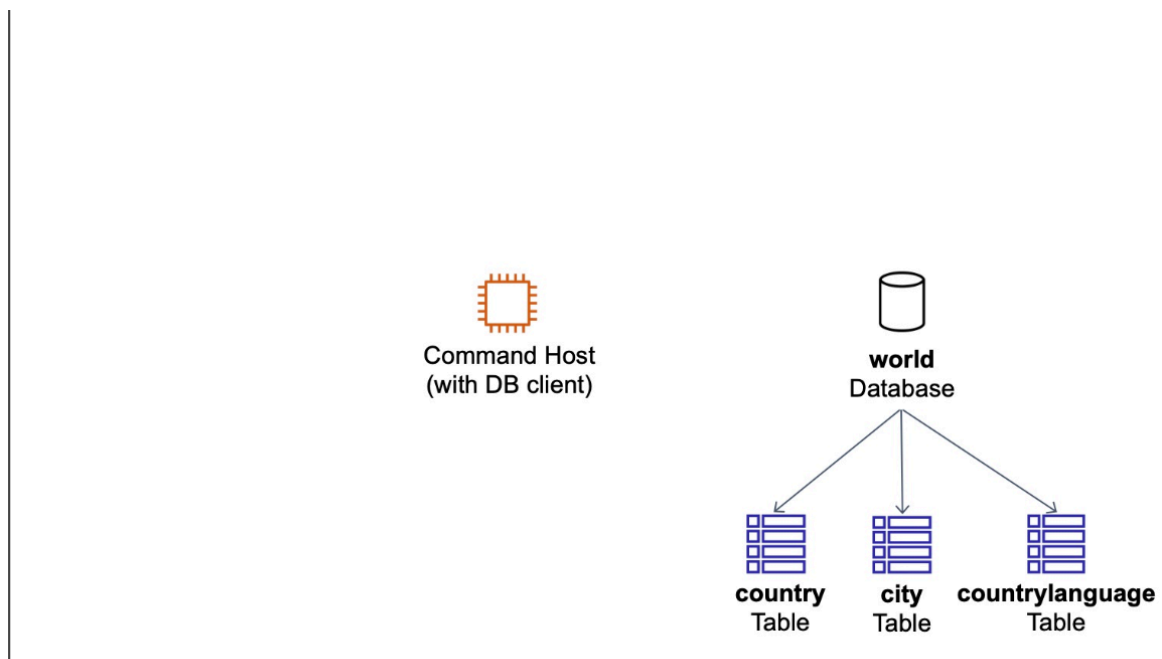 Command Host
(with DB client)
world
Database
country
Table
city
Table
countrylanguage
Table